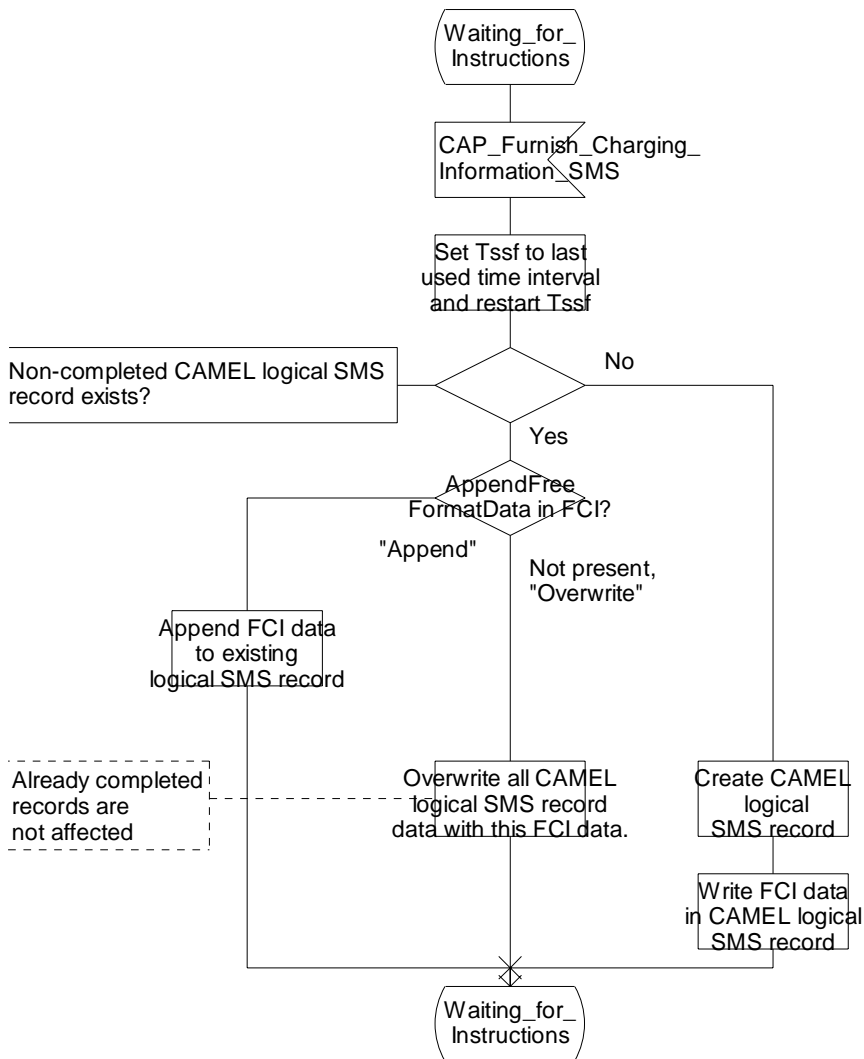 Waiting_for_
Instructions
CAP_Furnish_Charging_
Information_SMS
Set Tssf to last
used time interval
and restart Tssf
Non-completed CAMEL logical SMS
record exists?
No
Yes
AppendFree
FormatData in FCI?
"Append"
Not present,
"Overwrite"
Append FCI data
to existing
logical SMS record
Already completed
records are
not affected
Overwrite all CAMEL
logical SMS record
data with this FCI data.
Create CAMEL
logical
SMS record
Write FCI data
in CAMEL logical
SMS record
Waiting_for_
Instructions